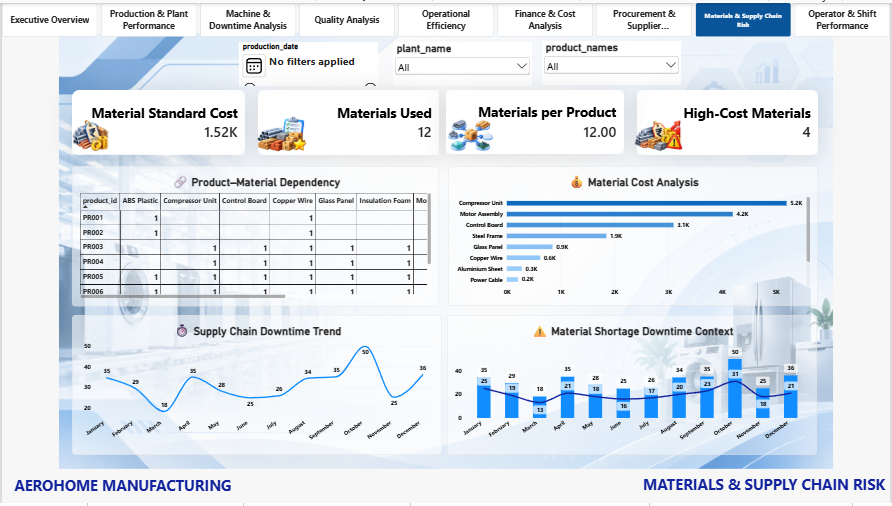 Executive Overview
Production & Plant
Performance
Machine &
Downtime Analysis
Quality Analysis
Operational
Efficiency
Finance & Cost
Analysis
Procurement &
Supplier...
Materials & Supply Chain
Risk
Operator & Shift
Performance
production_date
No filters applied
plant_name
All
product_names
All
Material Standard Cost
1.52K
Materials Used
12
Materials per Product
12.00
High-Cost Materials
4
Product–Material Dependency
product_id ABS Plastic Compressor Unit Control Board Copper Wire Glass Panel Insulation Foam Mo
PR001 1 1
PR002 1 1
PR003 1 1 1 1 1
PR004 1 1 1 1 1
PR005 1 1 1 1 1 1
PR006 1 1 1 1 1 1
Material Cost Analysis
Compressor Unit 5.2K
Motor Assembly 4.2K
Control Board 3.1K
Steel Frame 1.9K
Glass Panel 0.9K
Copper Wire 0.6K
Aluminium Sheet 0.3K
Power Cable 0.2K
0K 1K 2K 3K 4K 5K
Supply Chain Downtime Trend
50
40
30
20
35 29 18 35 28 25 26 34 35 50 25 36
January February March April May June July August September October November December
Material Shortage Downtime Context
40
20
0
35 29 18 35 28 25 26 34 35 50 25 36
25 19 13 21 18 16 17 20 23 31 18 21
January February March April May June July August September October November December
AEROHOME MANUFACTURING
MATERIALS & SUPPLY CHAIN RISK